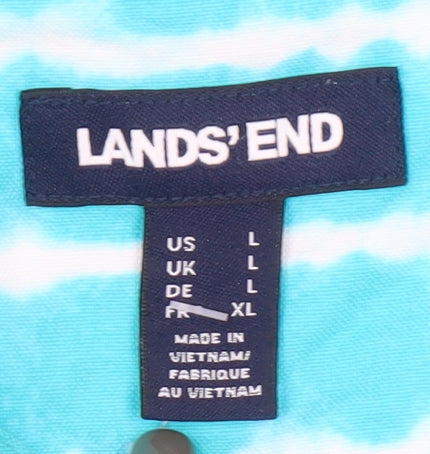 LANDS' END
US L
UK L
DE L
FR XL
MADE IN
VIETNAM/
FABRIQUE
AU VIETNAM